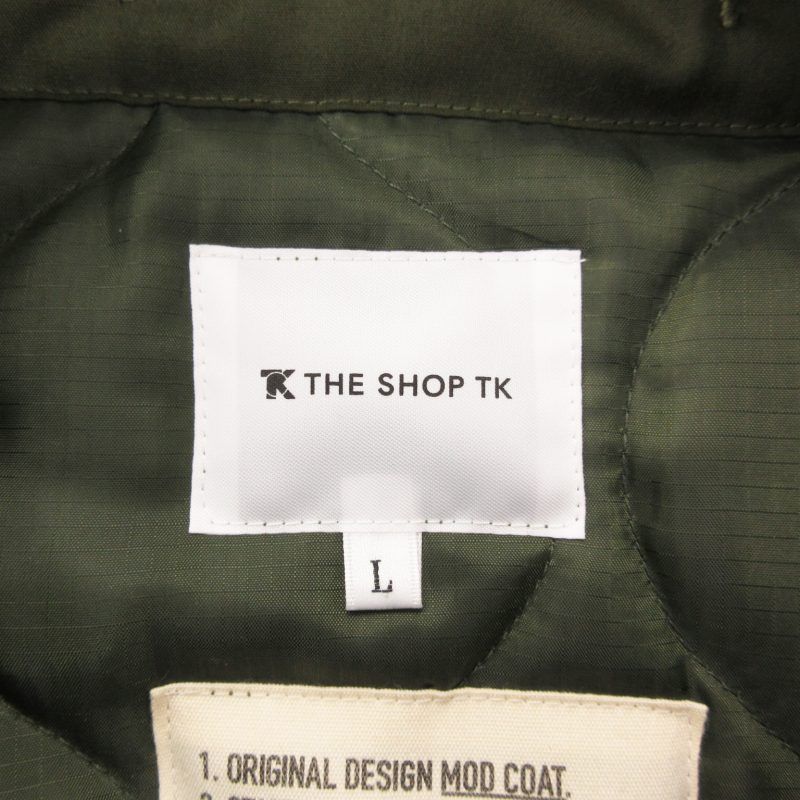 TK THE SHOP TK
L
1. ORIGINAL DESIGN MOD COAT.